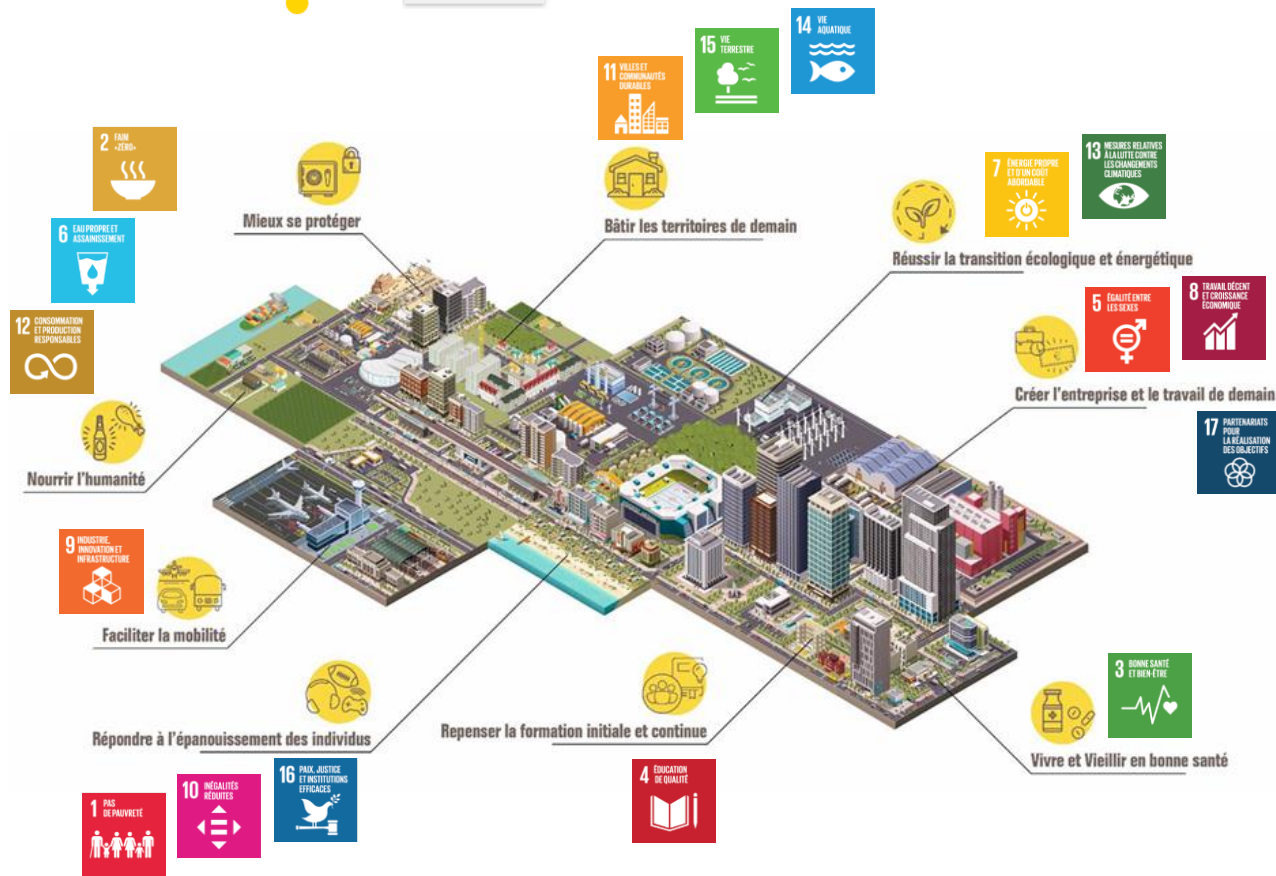 14 VIE
AQUATIQUE
15 VIE
TERRESTRE
11 VILLES ET
COMMUNAUTÉS
DURABLES
2 FAIM
«ZÉRO»
13 MESURES RELATIVES
À LA LUTTE CONTRE
LES CHANGEMENTS
CLIMATIQUES
7 ÉNERGIE PROPRE
ET D'UN COÛT
ABORDABLE
Mieux se protéger
Bâtir les territoires de demain
6 EAU PROPRE ET
ASSAINISSEMENT
Réussir la transition écologique et énergétique
8 TRAVAIL DÉCENT
ET CROISSANCE
ÉCONOMIQUE
5 ÉGALITÉ ENTRE
LES SEXES
12 CONSOMMATION
ET PRODUCTION
RESPONSABLES
Créer l'entreprise et le travail de demain
17 PARTENARIATS
POUR
LA RÉALISATION
DES OBJECTIFS
Nourrir l'humanité
9 INDUSTRIE,
INNOVATION ET
INFRASTRUCTURE
Faciliter la mobilité
3 BONNE SANTÉ
ET BIEN-ÊTRE
Répondre à l'épanouissement des individus
Repenser la formation initiale et continue
Vivre et Vieillir en bonne santé
16 PAIX, JUSTICE
ET INSTITUTIONS
EFFICACES
4 ÉDUCATION
DE QUALITÉ
10 INÉGALITÉS
RÉDUITES
1 PAS
DE PAUVRETÉ